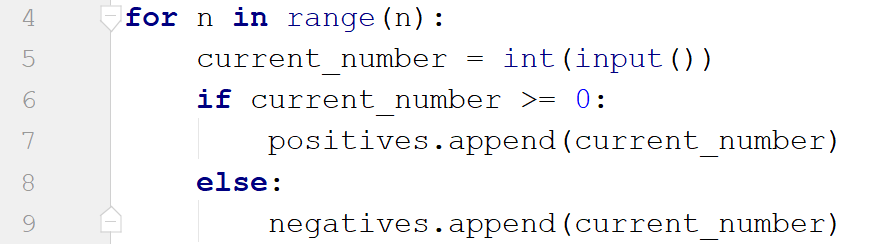 4 for n in range(n):
5     current_number = int(input())
6     if current_number >= 0:
7         positives.append(current_number)
8     else:
9         negatives.append(current_number)